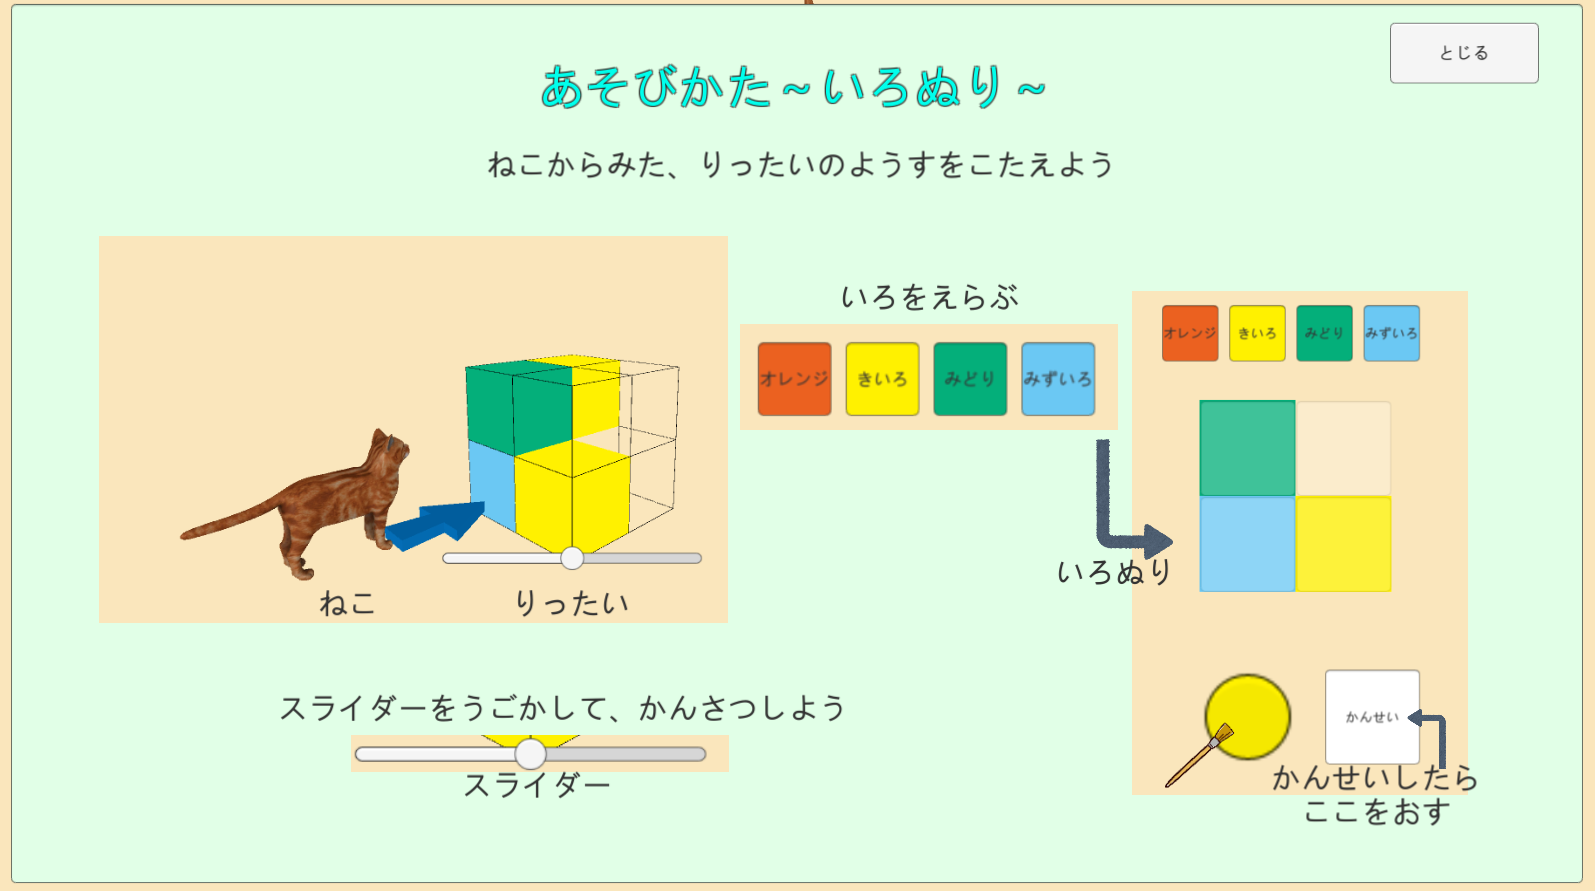 とじる
あそびかた～いろぬり～
ねこからみた、りったいのようすをこたえよう
ねこ
りったい
スライダーをうごかして、かんさつしよう
スライダー
いろをえらぶ
オレンジ きいろ みどり みずいろ
いろぬり
オレンジ きいろ みどり みずいろ
かんせい
かんせいしたら
ここをおす